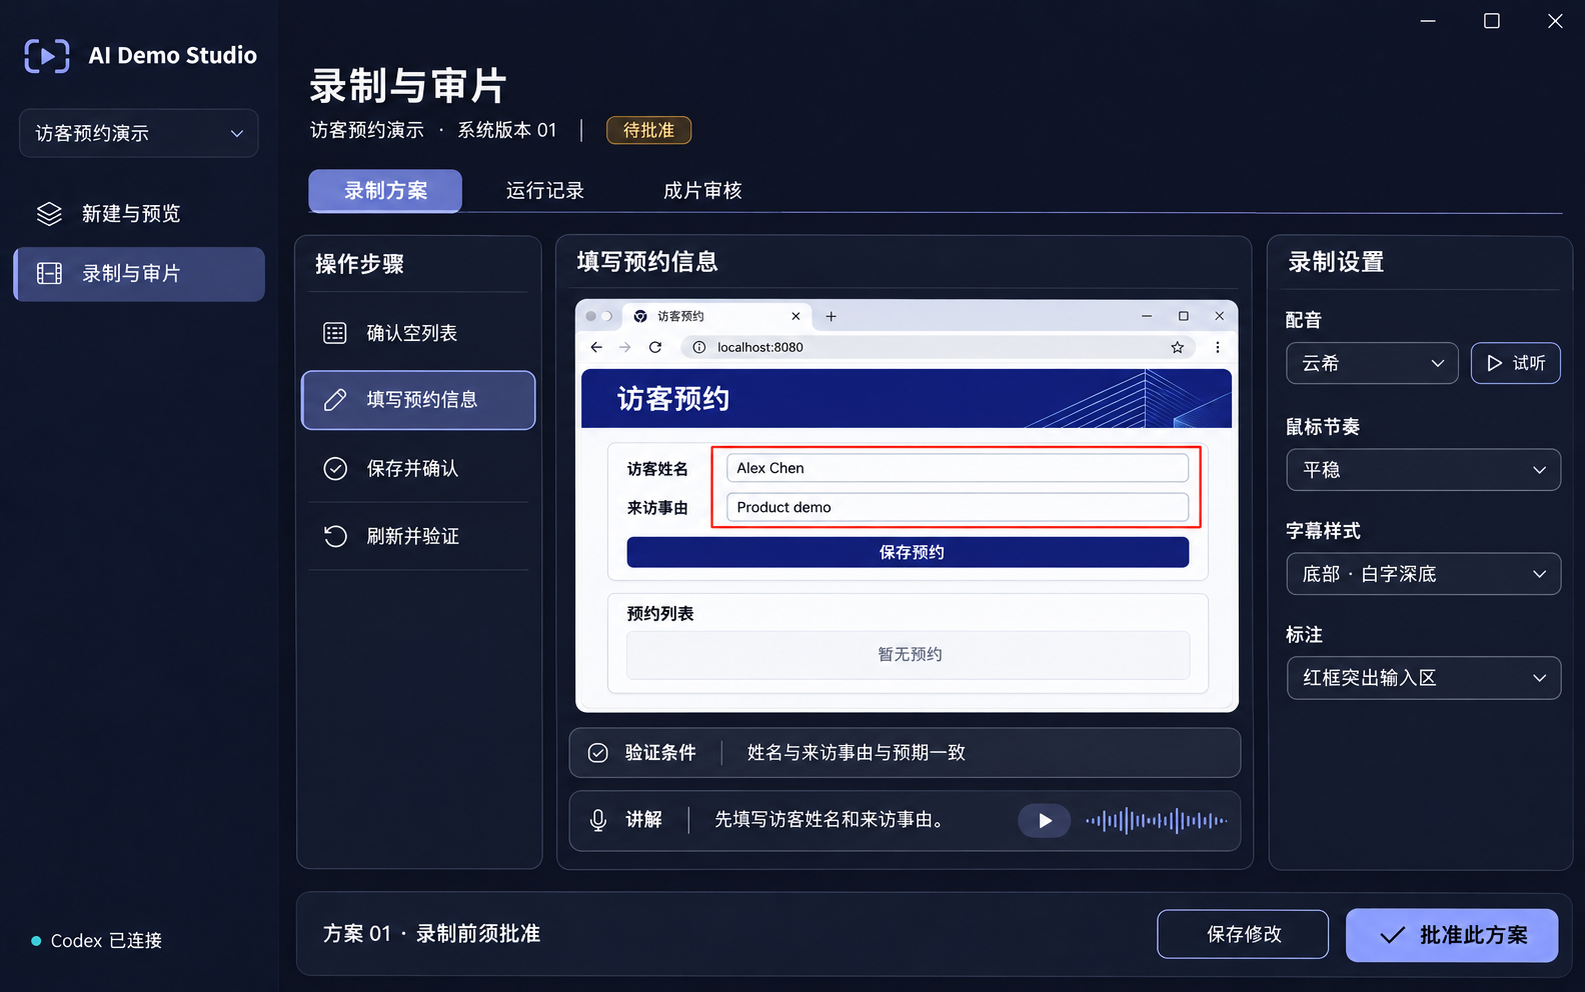 AI Demo Studio
访客预约演示
新建与预览
录制与审片
Codex 已连接
录制与审片
访客预约演示 · 系统版本 01 | 待批准
录制方案 运行记录 成片审核
操作步骤
确认空列表
填写预约信息
保存并确认
刷新并验证
填写预约信息
访客预约
localhost:8080
访客预约
访客姓名 Alex Chen
来访事由 Product demo
保存预约
预约列表
暂无预约
验证条件 | 姓名与来访事由与预期一致
讲解 | 先填写访客姓名和来访事由。
录制设置
配音
云希 试听
鼠标节奏
平稳
字幕样式
底部 · 白字深底
标注
红框突出输入区
方案 01 · 录制前须批准
保存修改 批准此方案